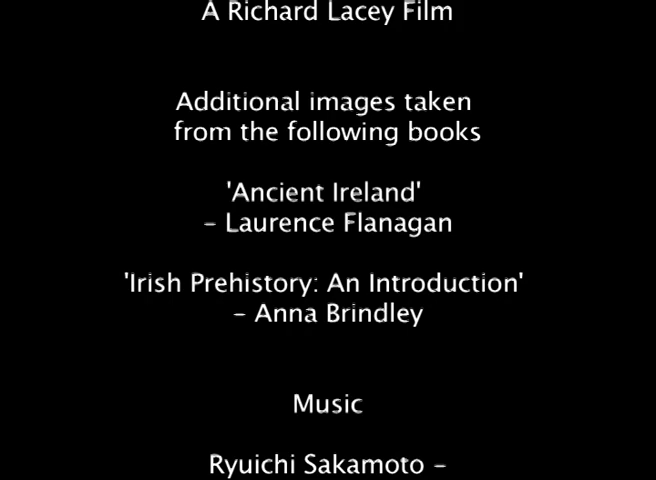 A Richard Lacey Film
Additional images taken
from the following books
'Ancient Ireland'
– Laurence Flanagan
'Irish Prehistory: An Introduction'
– Anna Brindley
Music
Ryuichi Sakamoto –